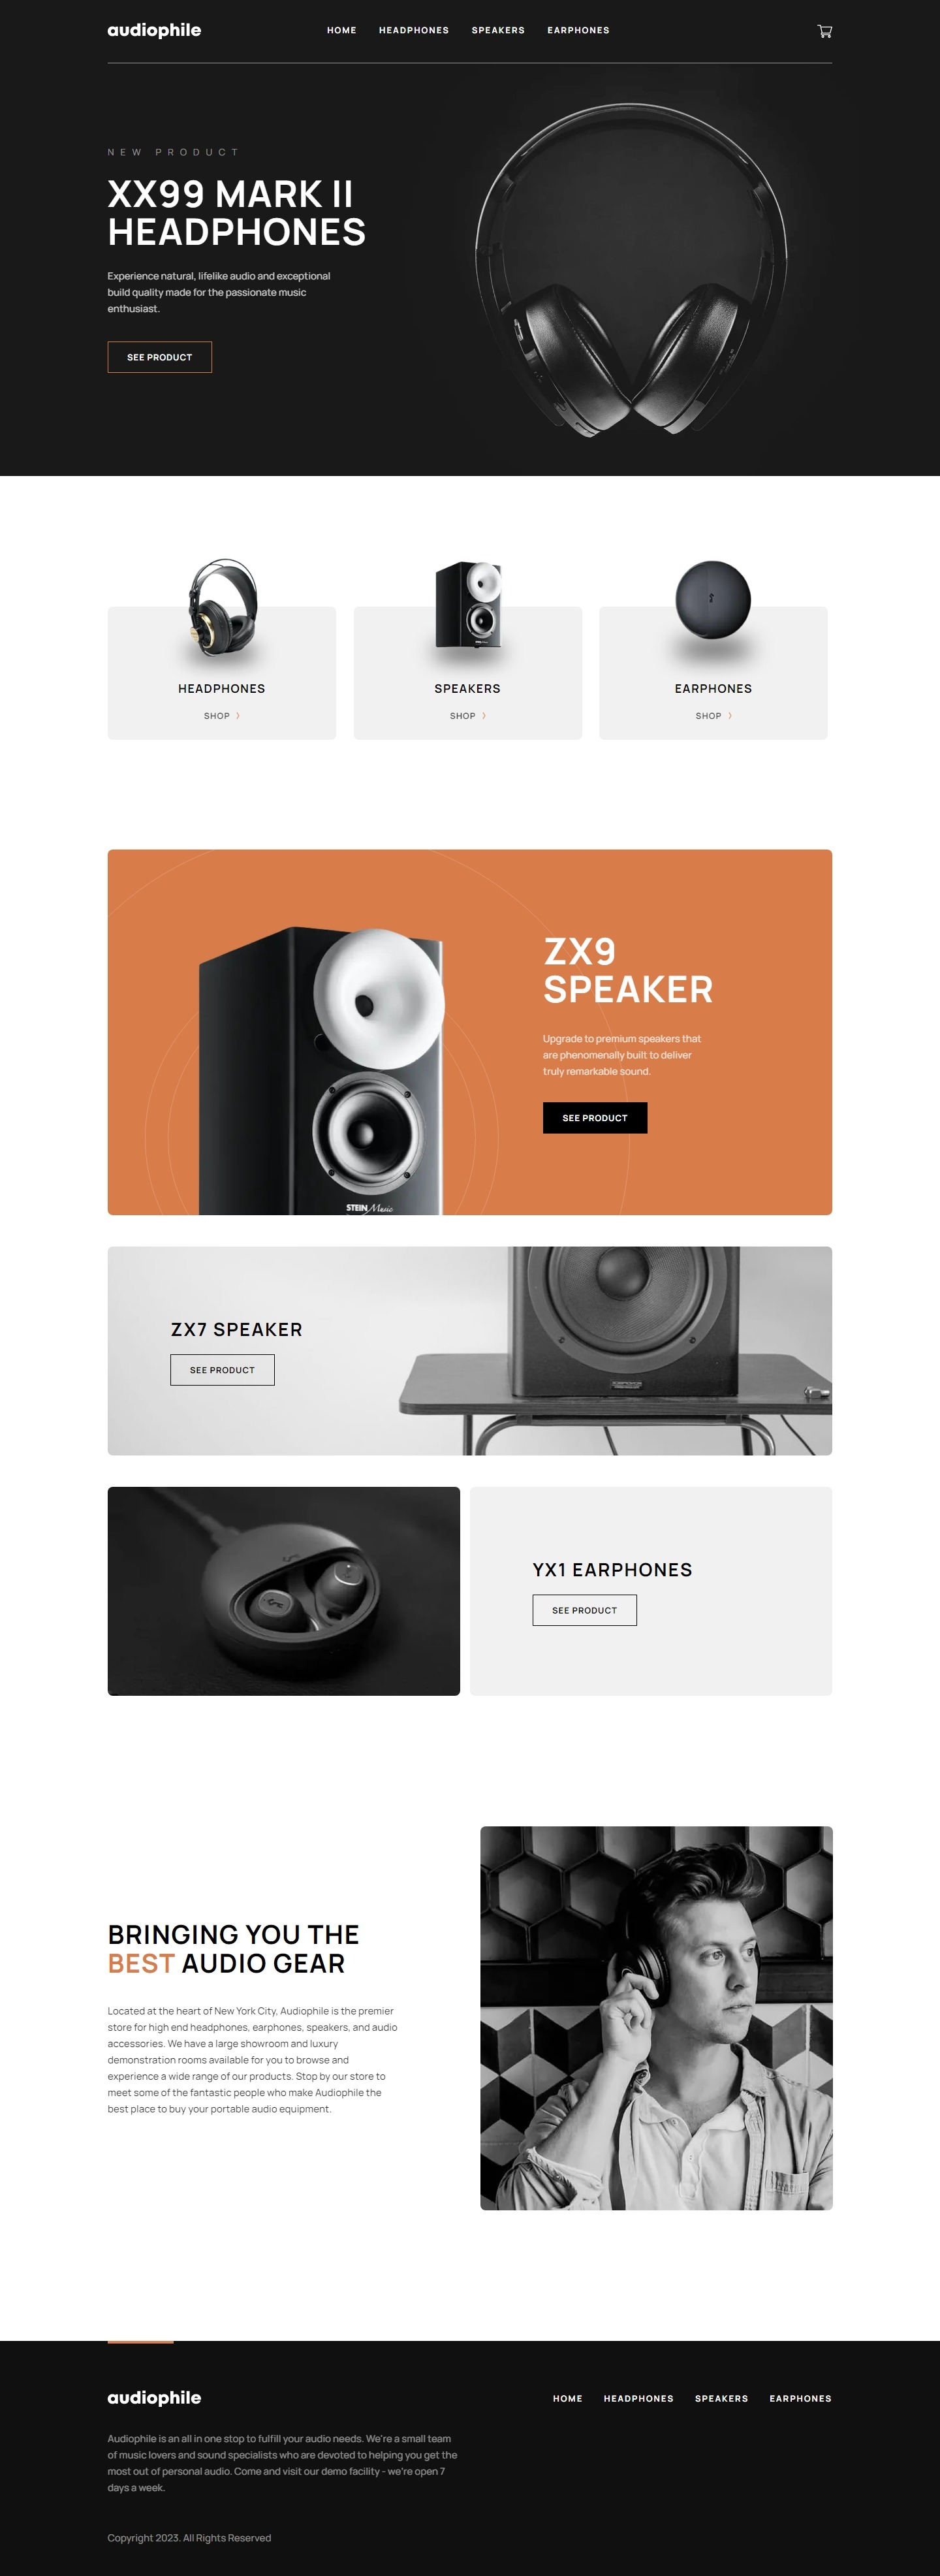 audiophile
HOME HEADPHONES SPEAKERS EARPHONES
NEW PRODUCT
XX99 MARK II
HEADPHONES
Experience natural, lifelike audio and exceptional
build quality made for the passionate music
enthusiast.
SEE PRODUCT
HEADPHONES
SHOP
SPEAKERS
SHOP
EARPHONES
SHOP
ZX9
SPEAKER
Upgrade to premium speakers that
are phenomenally built to deliver
truly remarkable sound.
SEE PRODUCT
STEIN Music
ZX7 SPEAKER
SEE PRODUCT
YX1 EARPHONES
SEE PRODUCT
BRINGING YOU THE
BEST AUDIO GEAR
Located at the heart of New York City, Audiophile is the premier
store for high end headphones, earphones, speakers, and audio
accessories. We have a large showroom and luxury
demonstration rooms available for you to browse and
experience a wide range of our products. Stop by our store to
meet some of the fantastic people who make Audiophile the
best place to buy your portable audio equipment.
audiophile
HOME HEADPHONES SPEAKERS EARPHONES
Audiophile is an all in one stop to fulfill your audio needs. We're a small team
of music lovers and sound specialists who are devoted to helping you get the
most out of personal audio. Come and visit our demo facility - we're open 7
days a week.
Copyright 2023. All Rights Reserved